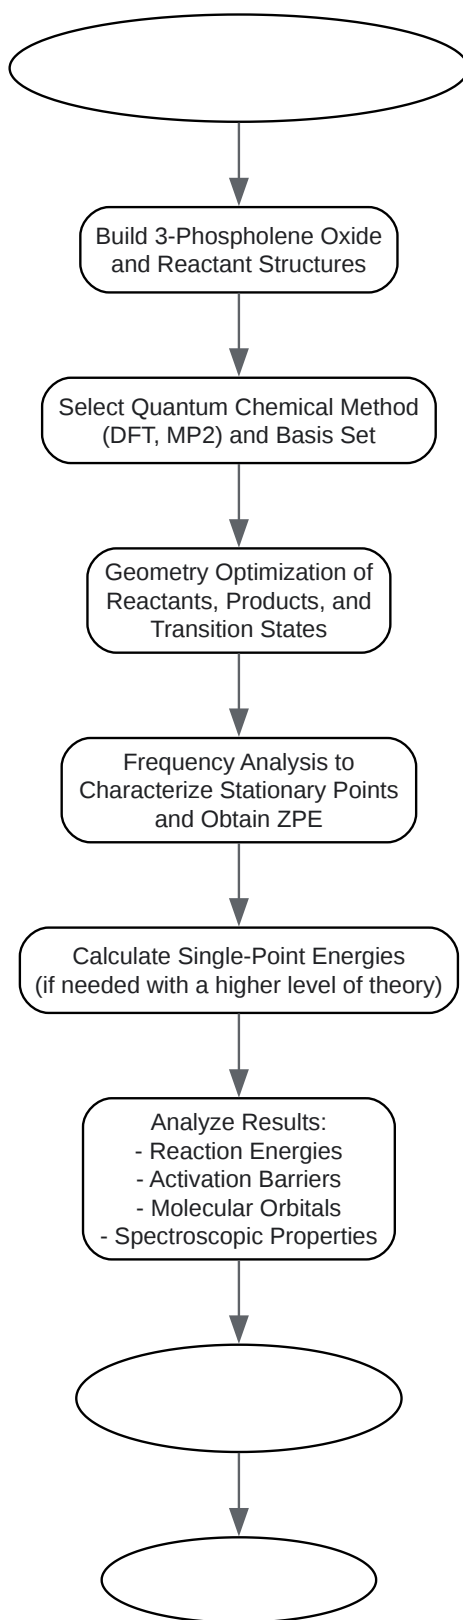 Build 3-Phospholene Oxide
and Reactant Structures
Select Quantum Chemical Method
(DFT, MP2) and Basis Set
Geometry Optimization of
Reactants, Products, and
Transition States
Frequency Analysis to
Characterize Stationary Points
and Obtain ZPE
Calculate Single-Point Energies
(if needed with a higher level of theory)
Analyze Results:
- Reaction Energies
- Activation Barriers
- Molecular Orbitals
- Spectroscopic Properties